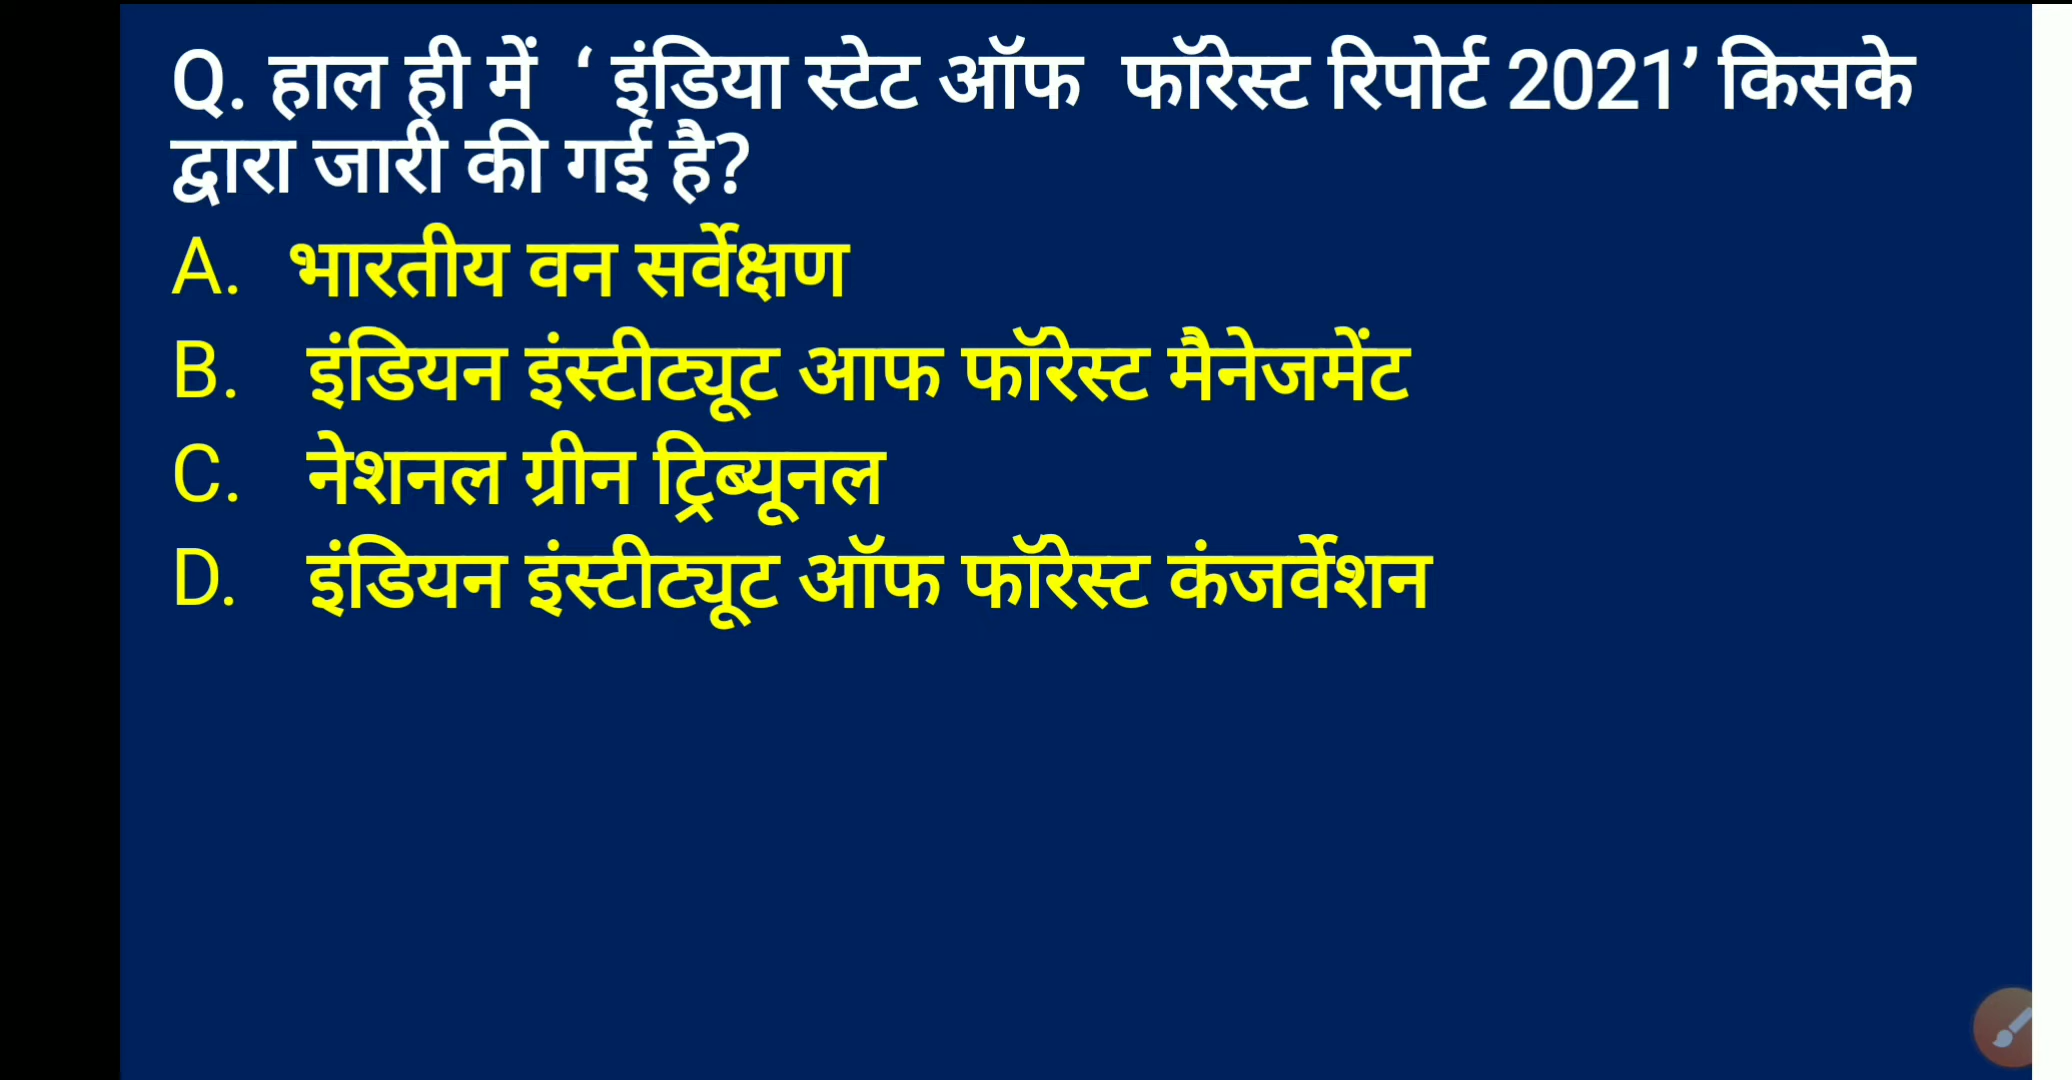 Q. हाल ही में ‘ इंडिया स्टेट ऑफ  फॉरेस्ट रिपोर्ट 2021’ किसके
द्वारा जारी की गई है?
A. भारतीय वन सर्वेक्षण
B. इंडियन इंस्टीट्यूट आफ फॉरेस्ट मैनेजमेंट
C. नेशनल ग्रीन ट्रिब्यूनल
D. इंडियन इंस्टीट्यूट ऑफ फॉरेस्ट कंजर्वेशन